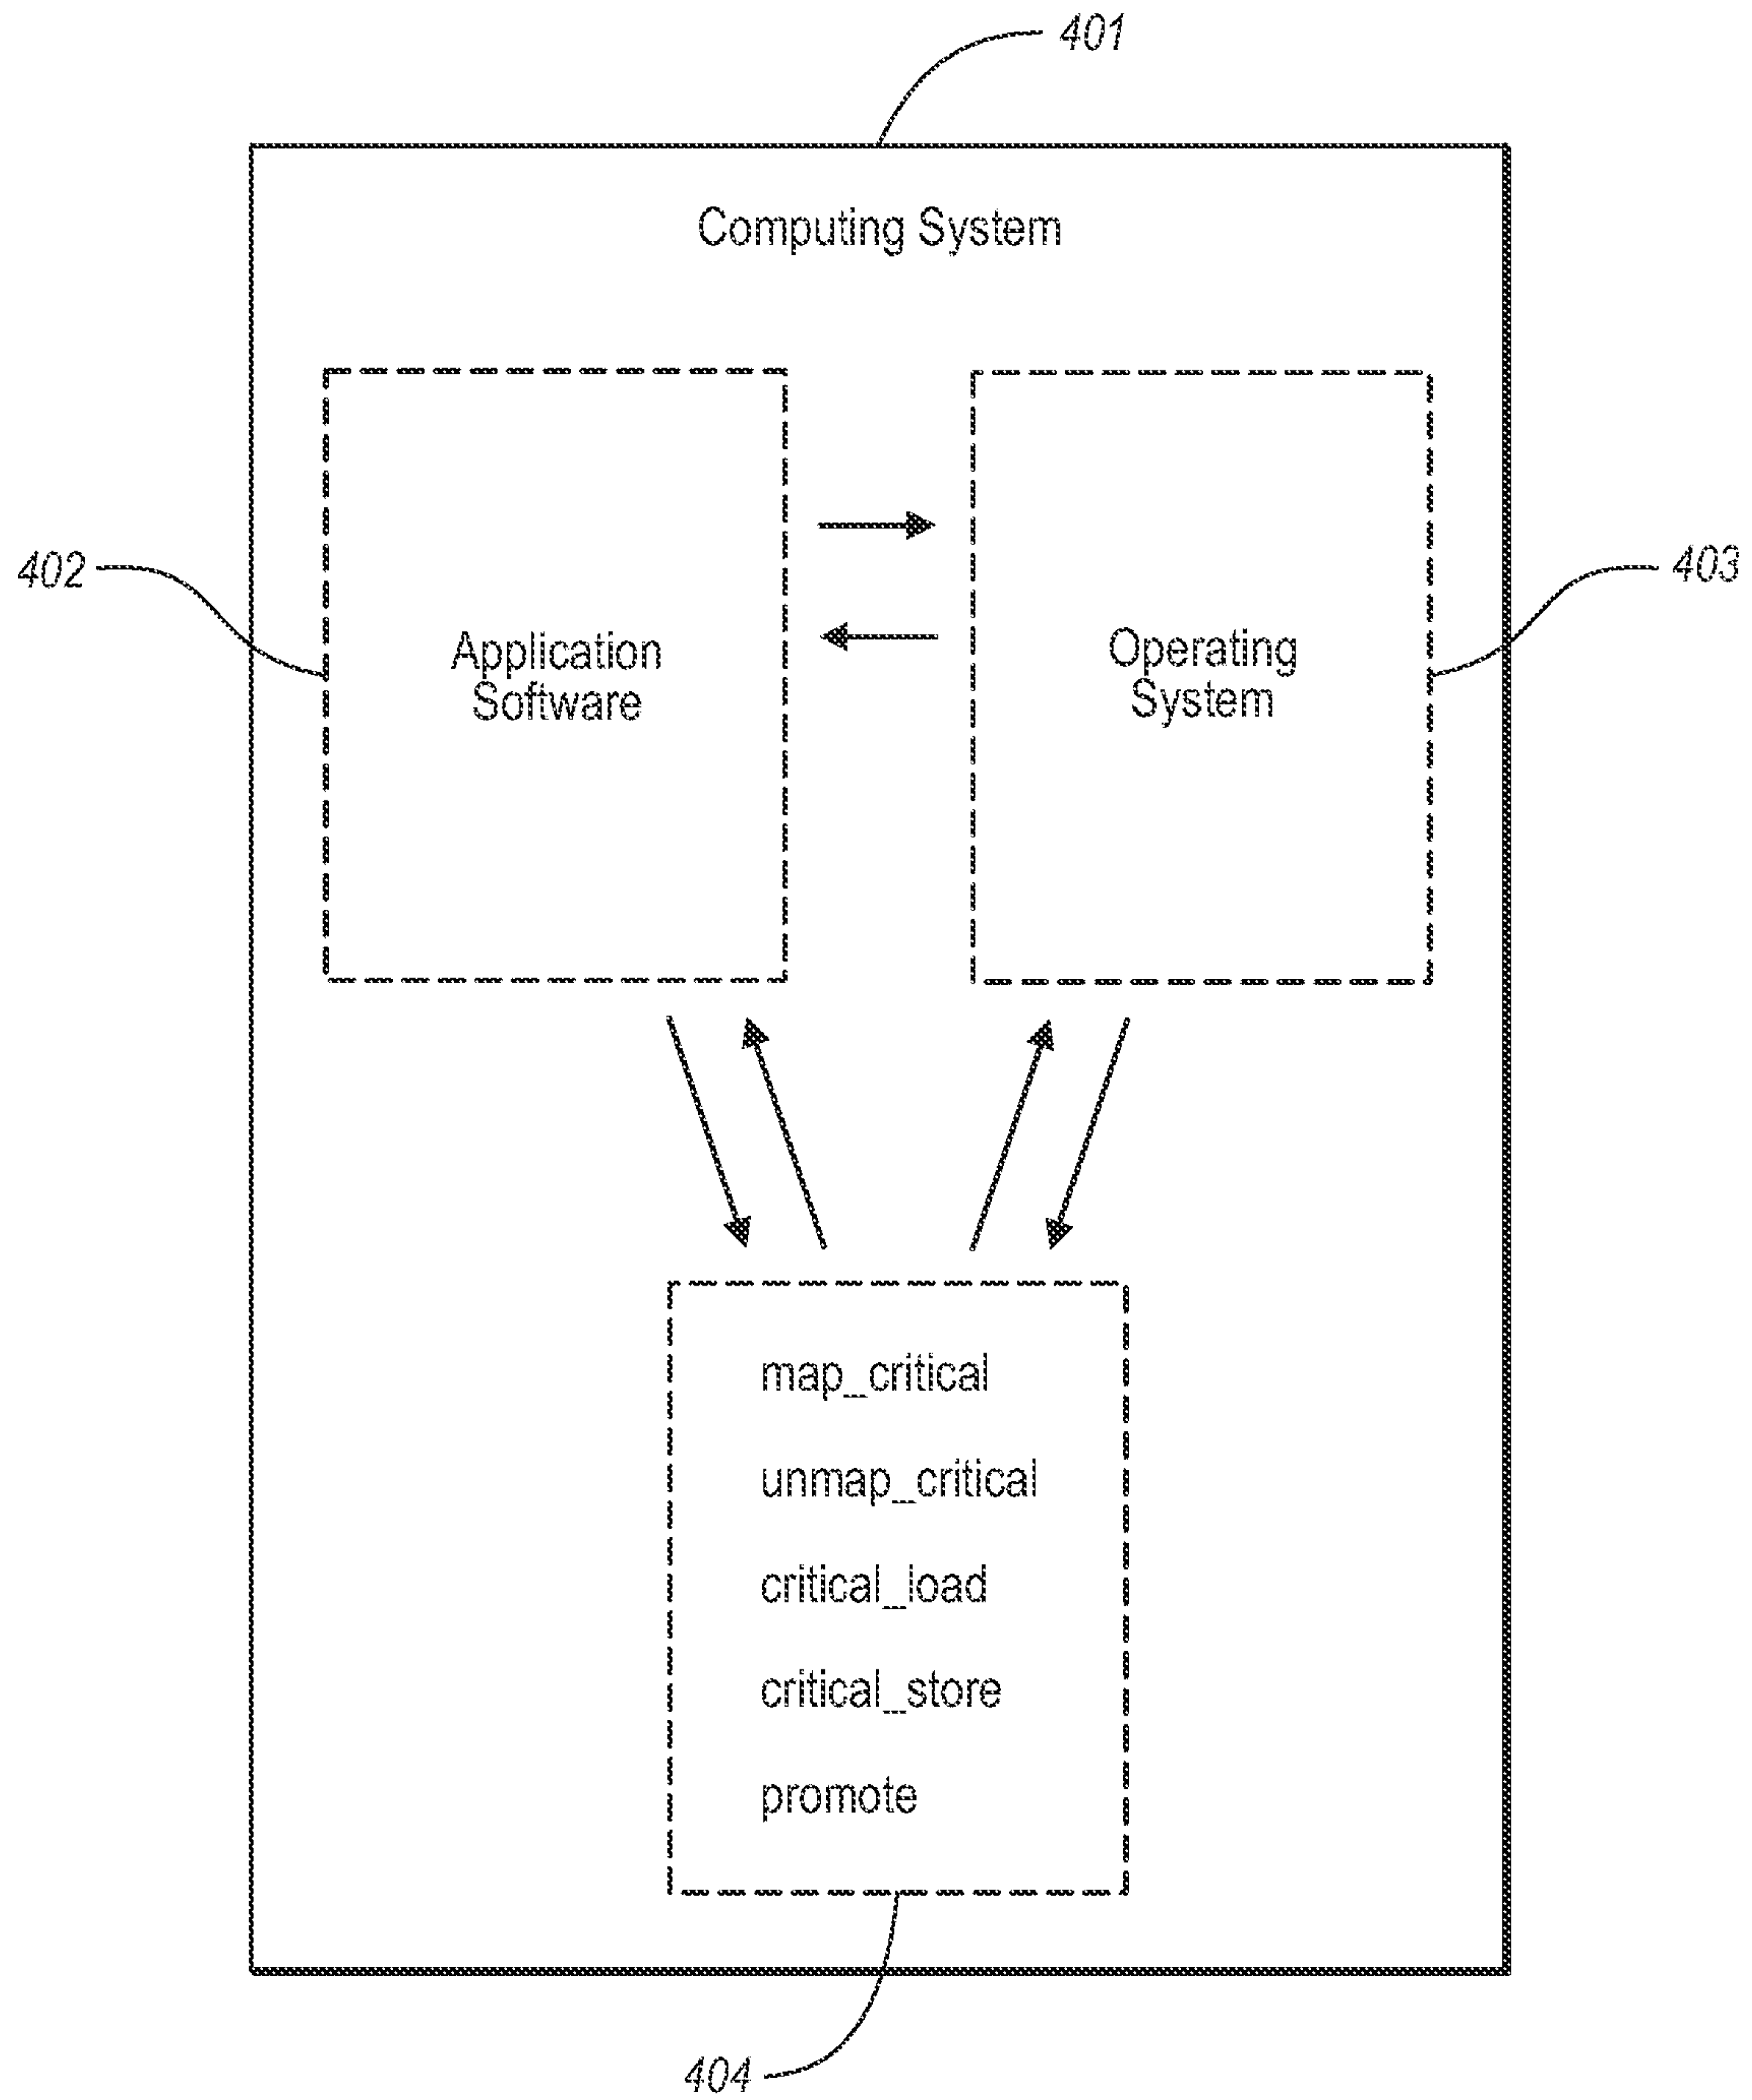 401
Computing System
402
403
Application
Software
Operating
System
map_critical
unmap_critical
critical_load
critical_store
promote
404